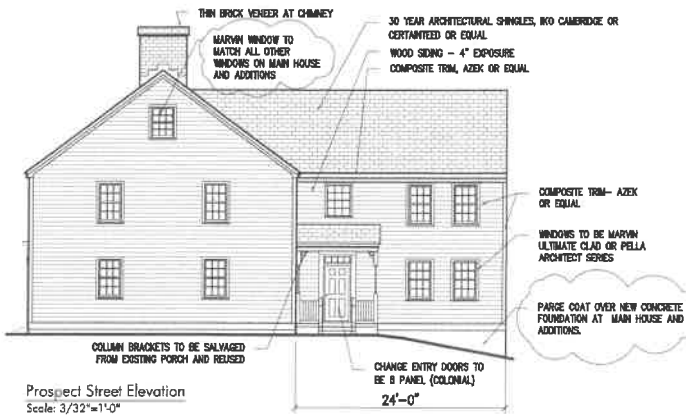 THIN BRICK VENEER AT CHIMNEY
MARVIN WINDOW TO
MATCH ALL OTHER
WINDOWS ON MAIN HOUSE
AND ADDITIONS
30 YEAR ARCHITECTURAL SHINGLES, IKO CAMBRIDGE OR
CERTAINTEED OR EQUAL
WOOD SIDING - 4" EXPOSURE
COMPOSITE TRIM, AZEK OR EQUAL
COMPOSITE TRIM- AZEK
OR EQUAL
WINDOWS TO BE MARVIN
ULTIMATE CLAD OR PELLA
ARCHITECT SERIES
PARGE COAT OVER NEW CONCRETE
FOUNDATION AT MAIN HOUSE AND
ADDITIONS.
COLUMN BRACKETS TO BE SALVAGED
FROM EXISTING PORCH AND REUSED
CHANGE ENTRY DOORS TO
BE 8 PANEL (COLONIAL)
24'-0"
Prospect Street Elevation
Scale: 3/32"=1'-0"